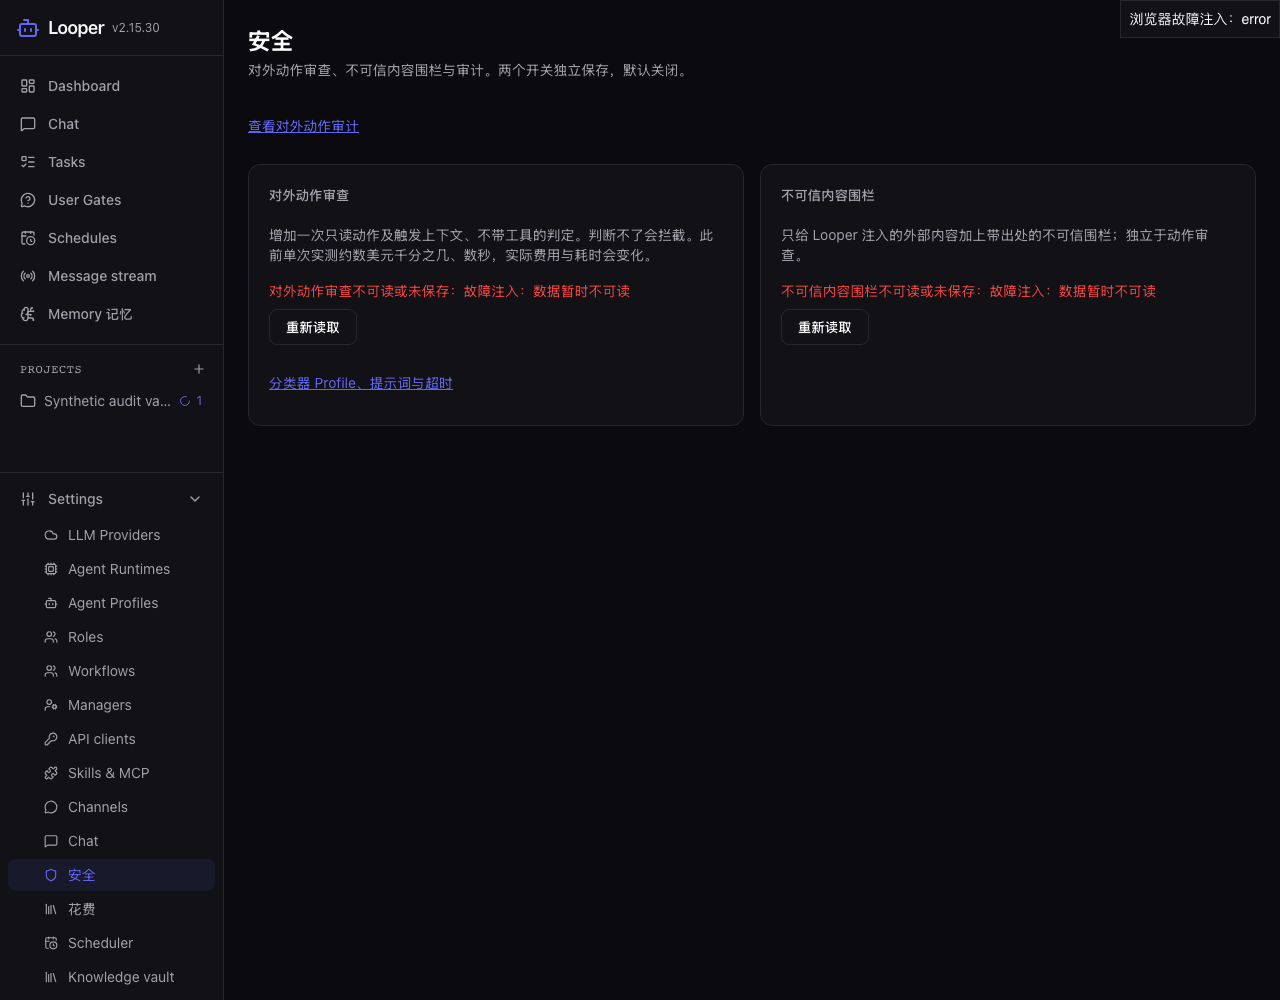 Looper v2.15.30
Dashboard
Chat
Tasks
User Gates
Schedules
Message stream
Memory 记忆
PROJECTS
Synthetic audit va... 1
Settings
LLM Providers
Agent Runtimes
Agent Profiles
Roles
Workflows
Managers
API clients
Skills & MCP
Channels
Chat
安全
花费
Scheduler
Knowledge vault
浏览器故障注入：error
安全
对外动作审查、不可信内容围栏与审计。两个开关独立保存，默认关闭。
查看对外动作审计
对外动作审查
增加一次只读动作及触发上下文、不带工具的判定。判断不了会拦截。此
前单次实测约数美元千分之几、数秒，实际费用与耗时会变化。
对外动作审查不可读或未保存：故障注入：数据暂时不可读
重新读取
分类器 Profile、提示词与超时
不可信内容围栏
只给 Looper 注入的外部内容加上带出处的不可信围栏；独立于动作审
查。
不可信内容围栏不可读或未保存：故障注入：数据暂时不可读
重新读取